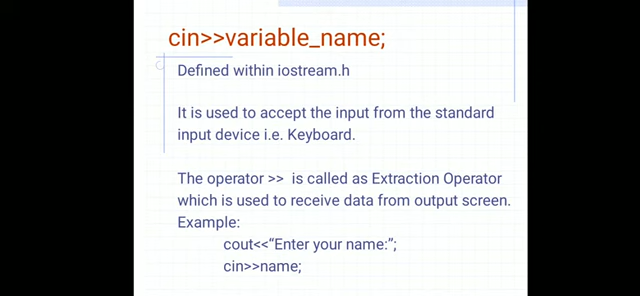 cin>>variable_name;
Defined within iostream.h
It is used to accept the input from the standard
input device i.e. Keyboard.
The operator >> is called as Extraction Operator
which is used to receive data from output screen.
Example:
cout<<“Enter your name:”;
cin>>name;